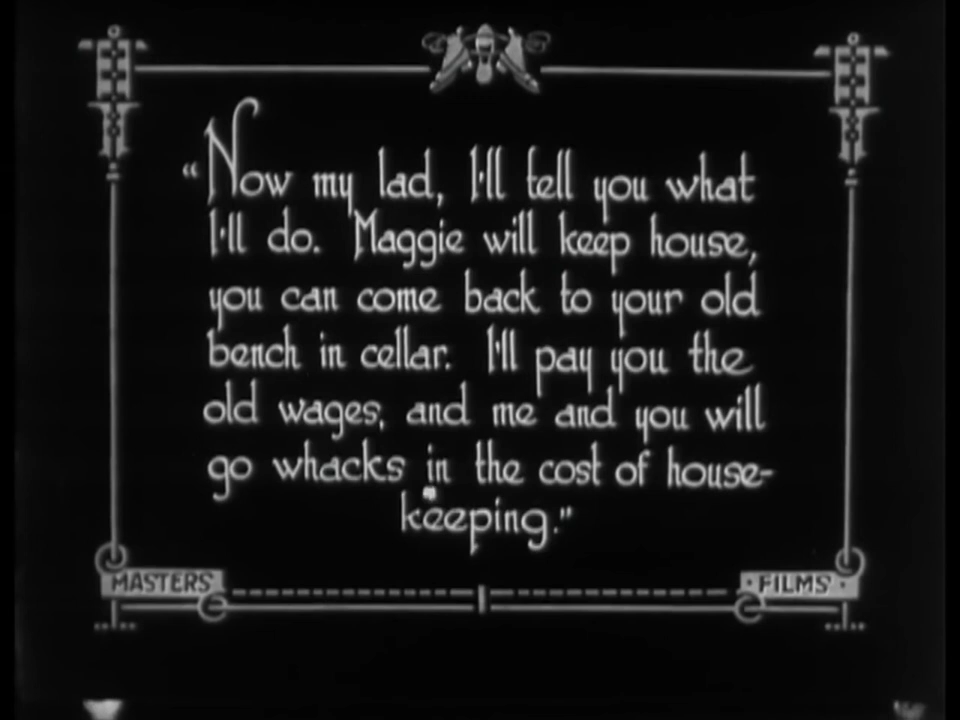 “Now my lad, I'll tell you what
I'll do. Maggie will keep house,
you can come back to your old
bench in cellar. I'll pay you the
old wages, and me and you will
go whacks in the cost of house-
keeping.”
MASTERS
· FILMS ·